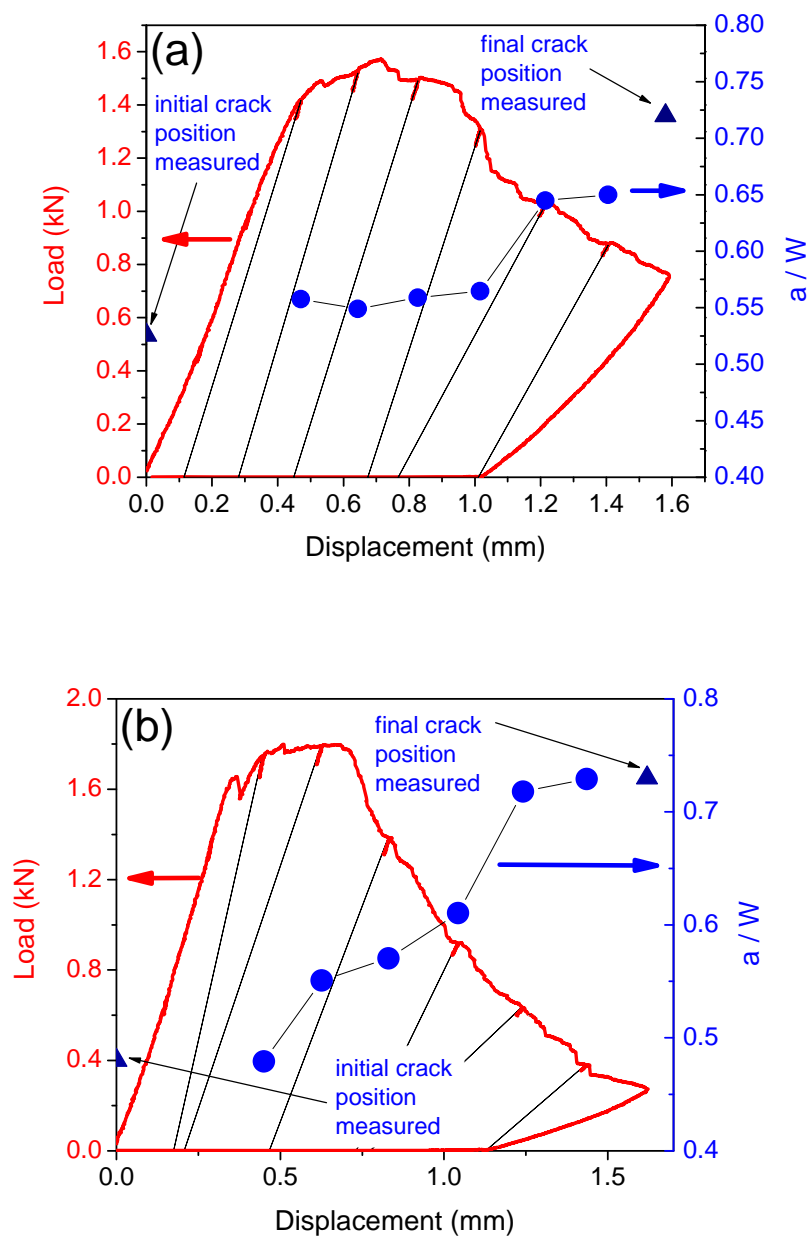 (a)
1.6
1.4
1.2
1.0
0.8
0.6
0.4
0.2
0.0
Load (kN)
initial crack
position
measured
final crack
position
measured
0.80
0.75
0.70
0.65
0.60
0.55
0.50
0.45
0.40
a / W
0.0 0.2 0.4 0.6 0.8 1.0 1.2 1.4 1.6
Displacement (mm)
(b)
2.0
1.6
1.2
0.8
0.4
0.0
Load (kN)
final crack
position
measured
initial crack
position
measured
0.8
0.7
0.6
0.5
0.4
a / W
0.0 0.5 1.0 1.5
Displacement (mm)